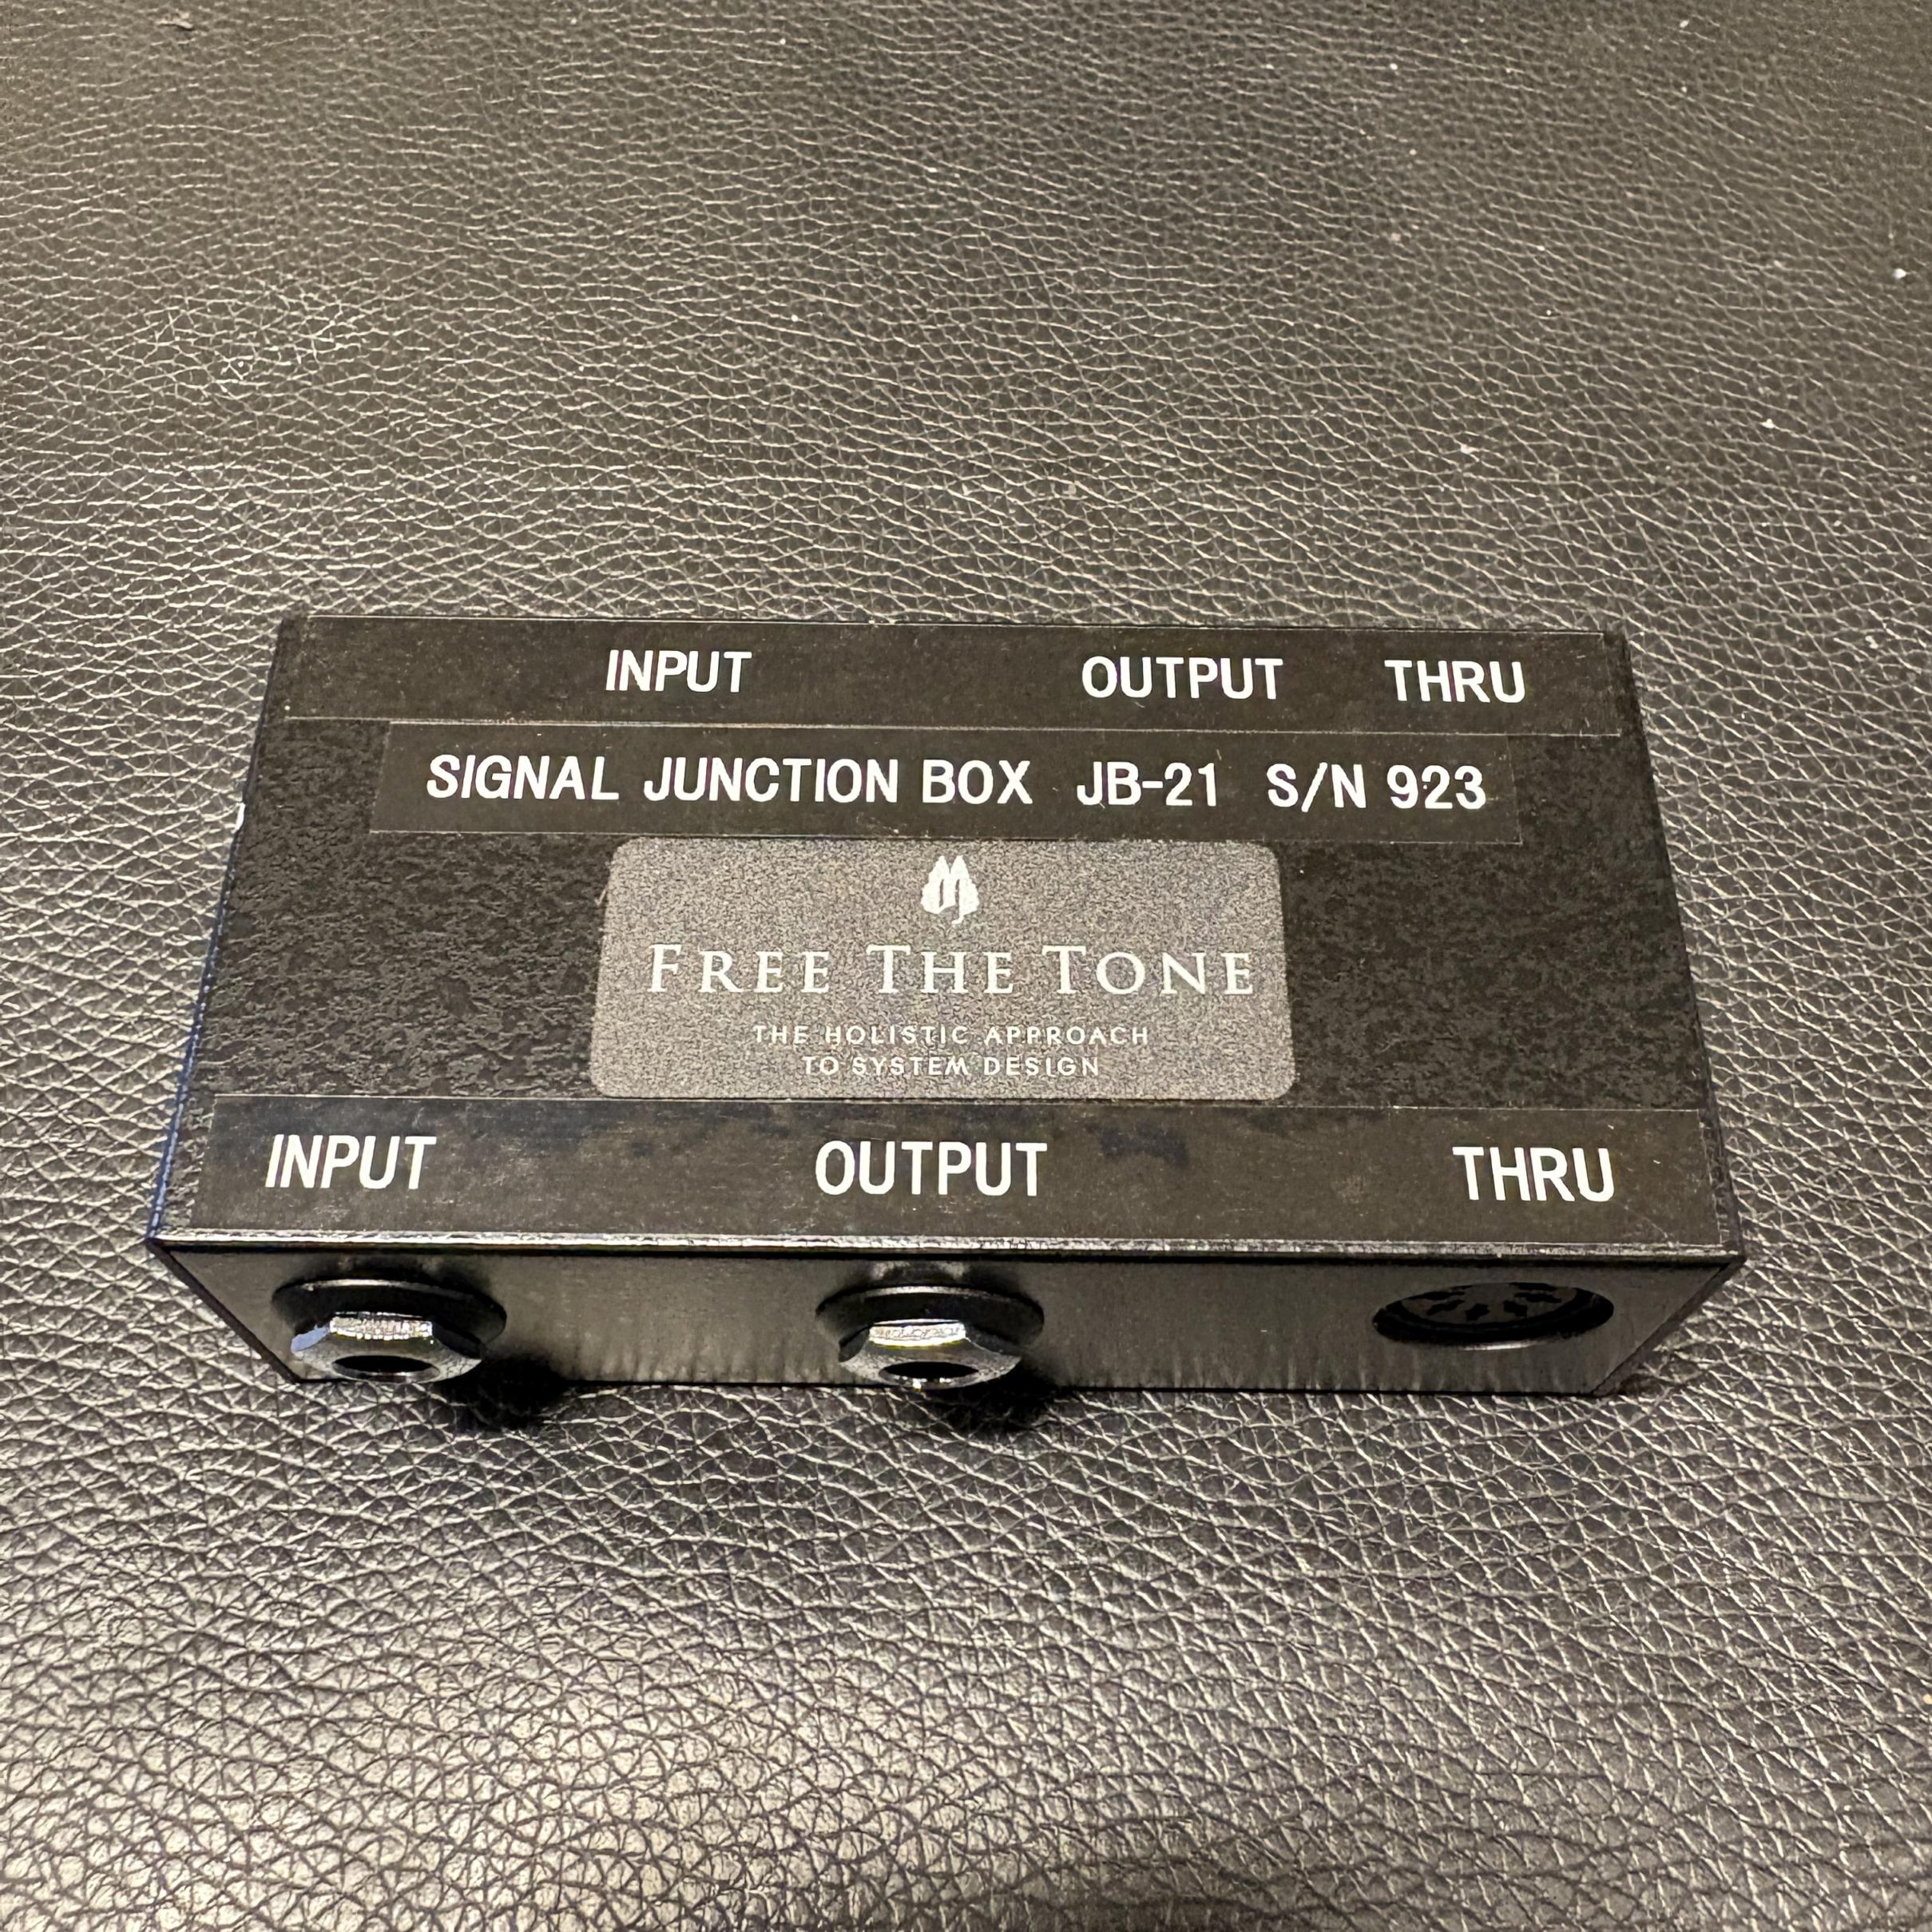 INPUT OUTPUT THRU
SIGNAL JUNCTION BOX JB-21 S/N 923
FREE THE TONE
THE HOLISTIC APPROACH
TO SYSTEM DESIGN
INPUT OUTPUT THRU